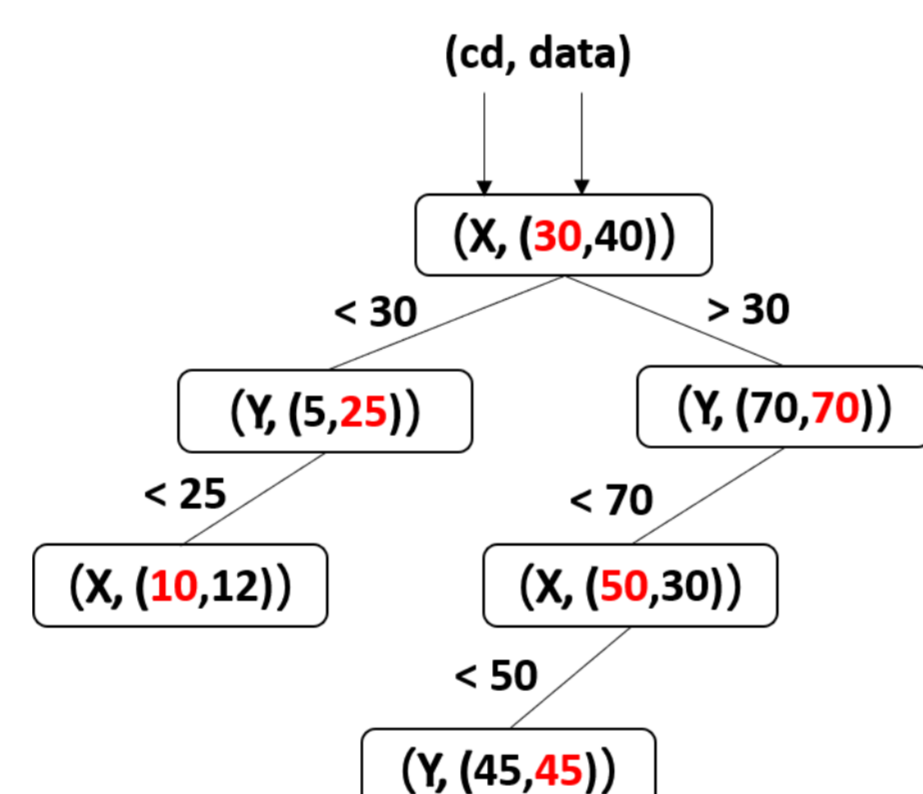 (cd, data)
(X, (30,40))
< 30
> 30
(Y, (5,25))
(Y, (70,70))
< 25
< 70
(X, (10,12))
(X, (50,30))
< 50
(Y, (45,45))